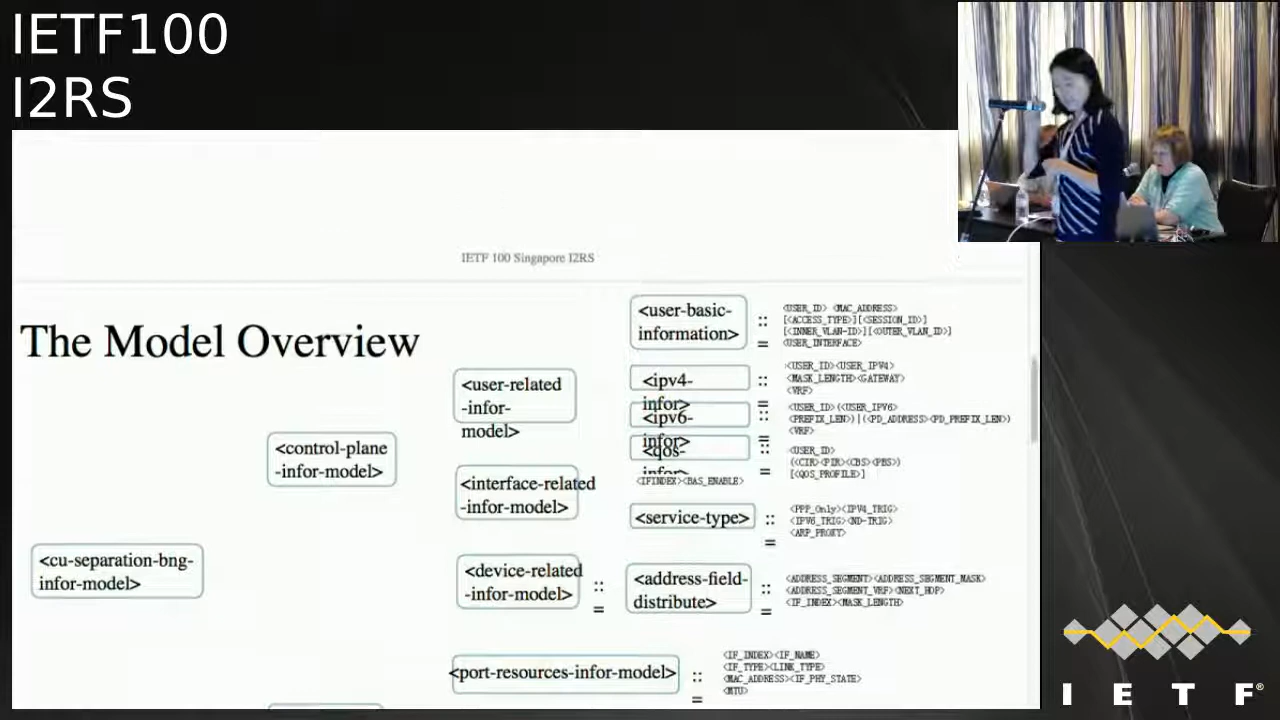 IETF100
I2RS
IETF 100 Singapore I2RS
The Model Overview
<cu-separation-bng-
infor-model>
<control-plane
-infor-model>
<user-related
-infor-
model>
<interface-related
-infor-model>
<device-related
-infor-model>
::
=
<port-resources-infor-model>
::
=
<user-basic-
information>
::
=
<USER_ID> <MAC_ADDRESS>
[<ACCESS_TYPE>][<SESSION_ID>]
[<INNER_VLAN-ID>][<OUTER_VLAN_ID>]
<USER_INTERFACE>
<ipv4-
infor>
::
=
<USER_ID><USER_IPV4>
<MASK_LENGTH><GATEWAY>
<VRF>
<ipv6-
infor>
::
=
<USER_ID>(<USER_IPV6>
<PREFIX_LEN>)|(<PD_ADDRESS><PD_PREFIX_LEN>)
<VRF>
<qos-
infor>
::
=
<USER_ID>
(<CIR><PIR><CBS><PBS>)
[<QOS_PROFILE>]
<IFINDEX><BAS_ENABLE>
<service-type>
::
=
<PPP_Only><IPV4_TRIG>
<IPV6_TRIG><ND-TRIG>
<ARP_PROXY>
<address-field-
distribute>
::
=
<ADDRESS_SEGMENT><ADDRESS_SEGMENT_MASK>
<ADDRESS_SEGMENT_VRF><NEXT_HOP>
<IF_INDEX><MASK_LENGTH>
<IF_INDEX><IF_NAME>
<IF_TYPE><LINK_TYPE>
<MAC_ADDRESS><IF_PHY_STATE>
<MTU>
I E T F®